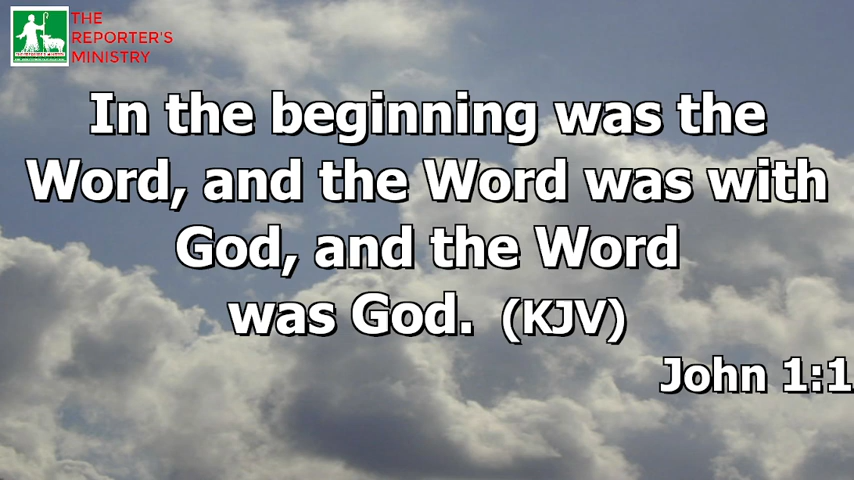 THE
REPORTER'S
MINISTRY
In the beginning was the
Word, and the Word was with
God, and the Word
was God. (KJV)
John 1:1